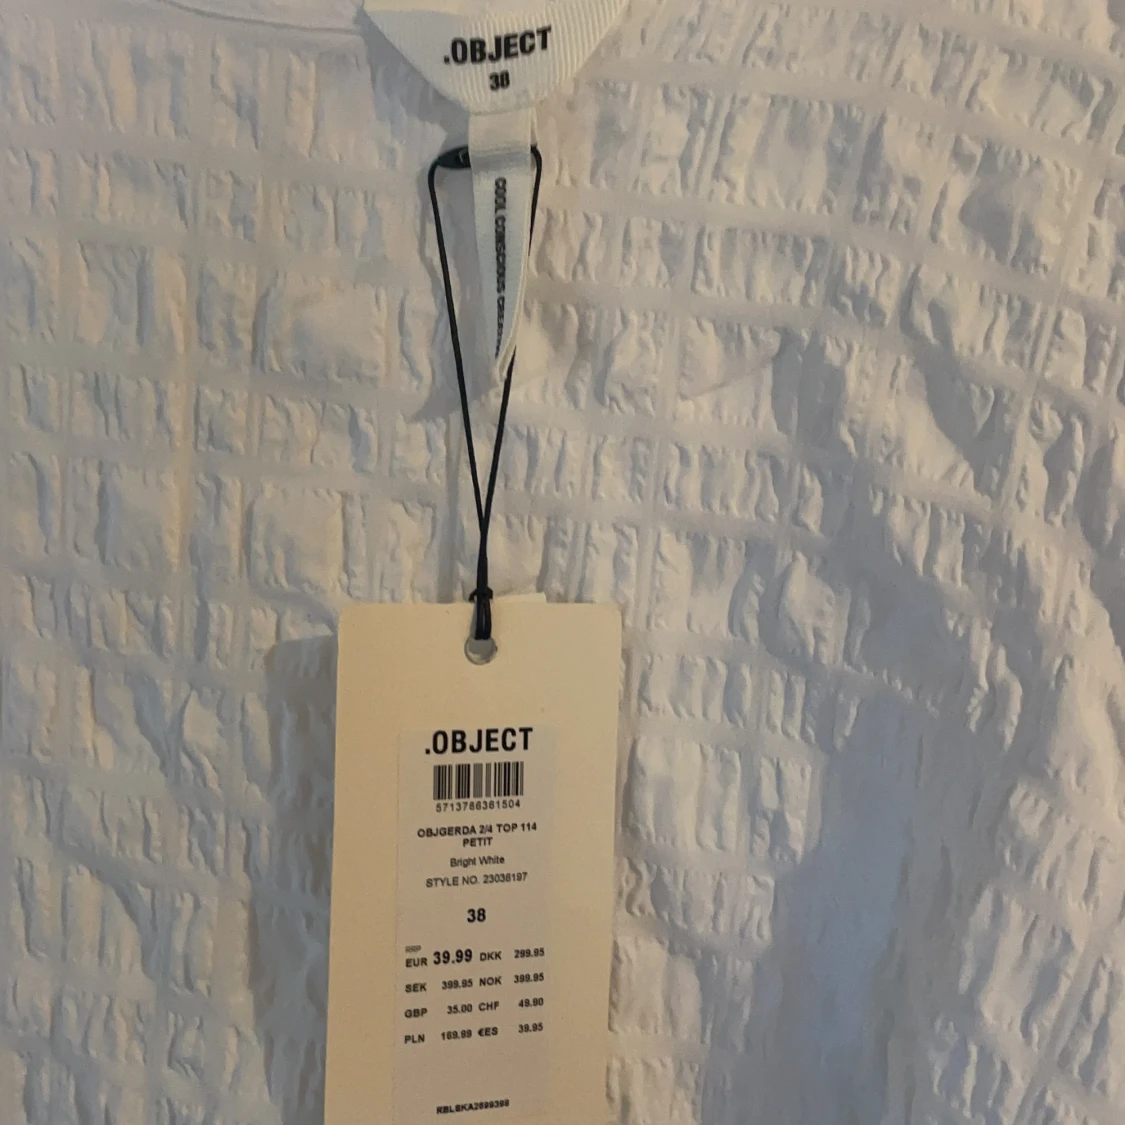 .OBJECT
38
COOL CONSCIOUS
.OBJECT
5713786381504
OBJGERDA 2/4 TOP 114
PETIT
Bright White
STYLE NO. 23038197
38
RRP
EUR 39.99 DKK 299.95
SEK 399.95 NOK 399.95
GBP 35.00 CHF 49.90
PLN 169.99 €ES 39.95